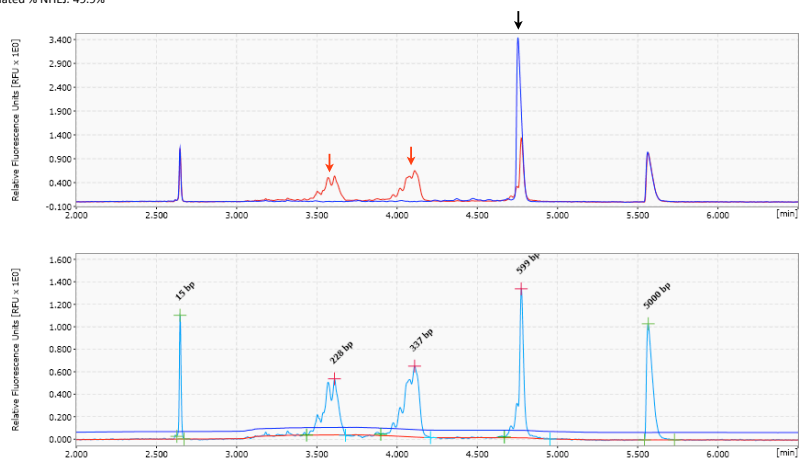 Relative Fluorescence Units [RFU x 1E0]
3.400
2.900
2.400
1.900
1.400
0.900
0.400
-0.100
2.000 2.500 3.000 3.500 4.000 4.500 5.000 5.500 6.000 [min]
Relative Fluorescence Units [RFU x 1E0]
1.600
1.400
1.200
1.000
0.800
0.600
0.400
0.200
0.000
15 bp
228 bp
337 bp
599 bp
5000 bp
2.000 2.500 3.000 3.500 4.000 4.500 5.000 5.500 6.000 [min]